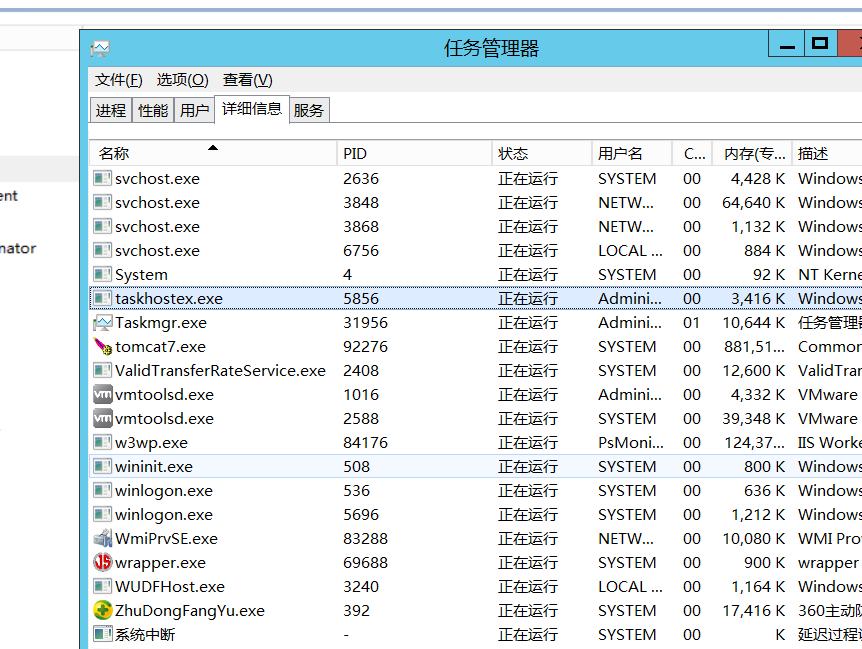 任务管理器
文件(F) 选项(O) 查看(V)
进程 性能 用户 详细信息 服务
ent
名称 PID 状态 用户名 C... 内存(专... 描述
svchost.exe 2636 正在运行 SYSTEM 00 4,428 K Windows
svchost.exe 3848 正在运行 NETW... 00 64,640 K Windows
svchost.exe 3868 正在运行 NETW... 00 1,132 K Windows
nator
svchost.exe 6756 正在运行 LOCAL ... 00 884 K Windows
System 4 正在运行 SYSTEM 00 92 K NT Kerne
taskhostex.exe 5856 正在运行 Admini... 00 3,416 K Windows
Taskmgr.exe 31956 正在运行 Admini... 01 10,644 K 任务管理器
tomcat7.exe 92276 正在运行 SYSTEM 00 881,51... Common
ValidTransferRateService.exe 2408 正在运行 SYSTEM 00 12,600 K ValidTran
vm vmtoolsd.exe 1016 正在运行 Admini... 00 4,332 K VMware
vm vmtoolsd.exe 2588 正在运行 SYSTEM 00 39,348 K VMware
w3wp.exe 84176 正在运行 PsMoni... 00 124,37... IIS Worke
wininit.exe 508 正在运行 SYSTEM 00 800 K Windows
winlogon.exe 536 正在运行 SYSTEM 00 636 K Windows
winlogon.exe 5696 正在运行 SYSTEM 00 1,212 K Windows
WmiPrvSE.exe 83288 正在运行 NETW... 00 10,080 K WMI Pro
JS wrapper.exe 69688 正在运行 SYSTEM 00 900 K wrapper
WUDFHost.exe 3240 正在运行 LOCAL ... 00 1,164 K Windows
ZhuDongFangYu.exe 392 正在运行 SYSTEM 00 17,416 K 360主动防
系统中断 - 正在运行 SYSTEM 00 K 延迟过程